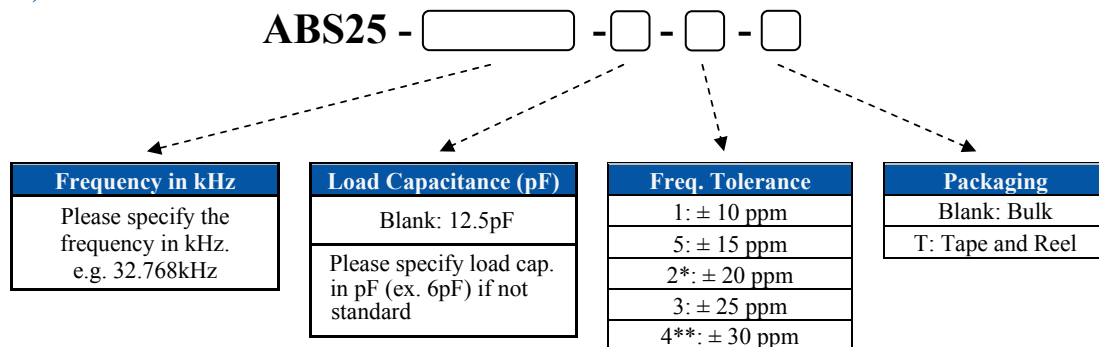 ABS25 - - - -
Frequency in kHz
Please specify the
frequency in kHz.
e.g. 32.768kHz
Load Capacitance (pF)
Blank: 12.5pF
Please specify load cap.
in pF (ex. 6pF) if not
standard
Freq. Tolerance
1: ± 10 ppm
5: ± 15 ppm
2*: ± 20 ppm
3: ± 25 ppm
4**: ± 30 ppm
Packaging
Blank: Bulk
T: Tape and Reel